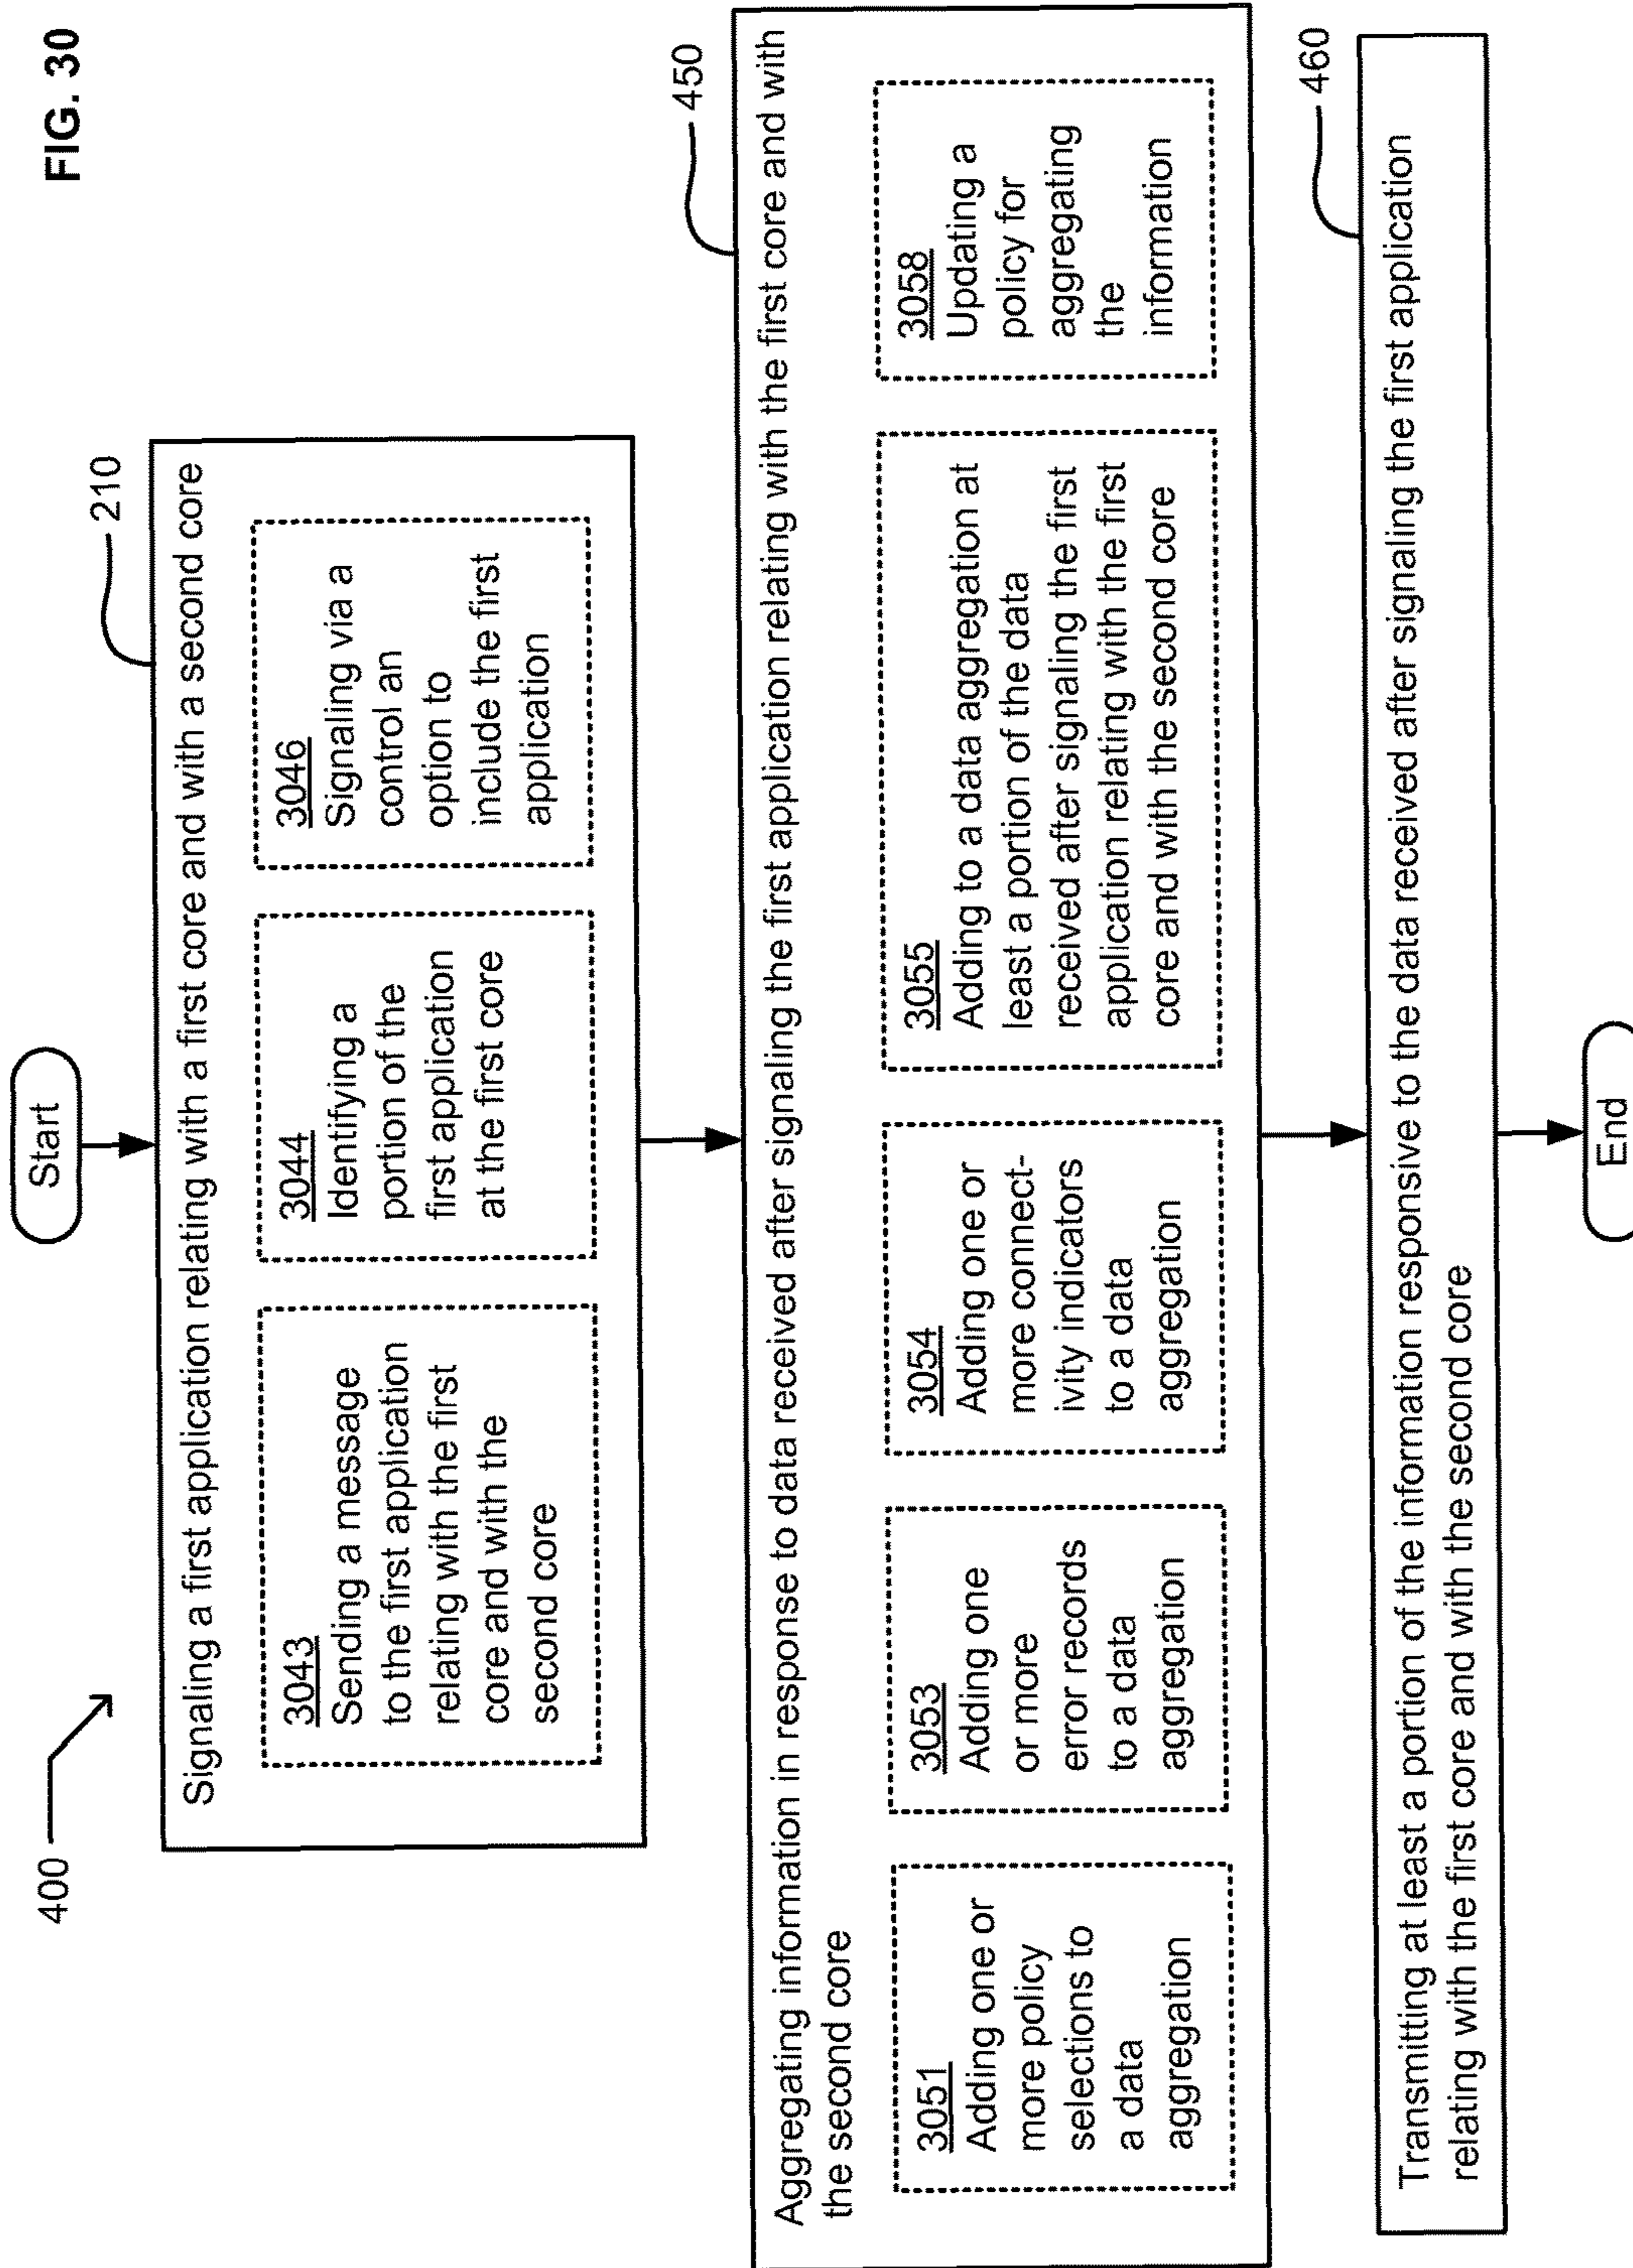 FIG. 30
400
Start
210
Signaling a first application relating with a first core and with a second core
3043
Sending a message
to the first application
relating with the first
core and with the
second core
3044
Identifying a
portion of the
first application
at the first core
3046
Signaling via a
control an
option to
include the first
application
450
Aggregating information in response to data received after signaling the first application relating with the first core and with
the second core
3051
Adding one or
more policy
selections to
a data
aggregation
3053
Adding one
or more
error records
to a data
aggregation
3054
Adding one or
more connect-
ivity indicators
to a data
aggregation
3055
Adding to a data aggregation at
least a portion of the data
received after signaling the first
application relating with the first
core and with the second core
3058
Updating a
policy for
aggregating
the
information
460
Transmitting at least a portion of the information responsive to the data received after signaling the first application
relating with the first core and with the second core
End